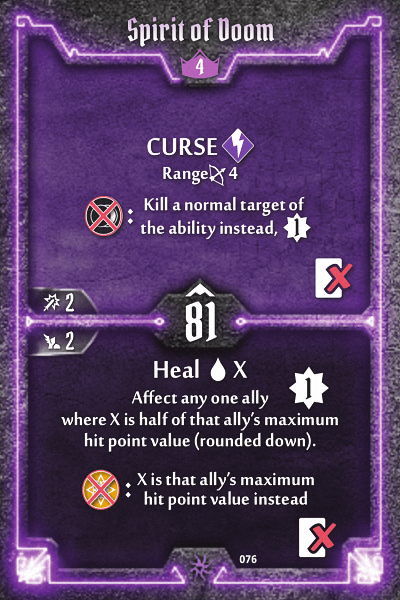 Spirit of Doom
4
CURSE
Range 4
: Kill a normal target of
the ability instead, 1
2
81
2
Heal X
1
Affect any one ally
where X is half of that ally's maximum
hit point value (rounded down).
: X is that ally's maximum
hit point value instead
076